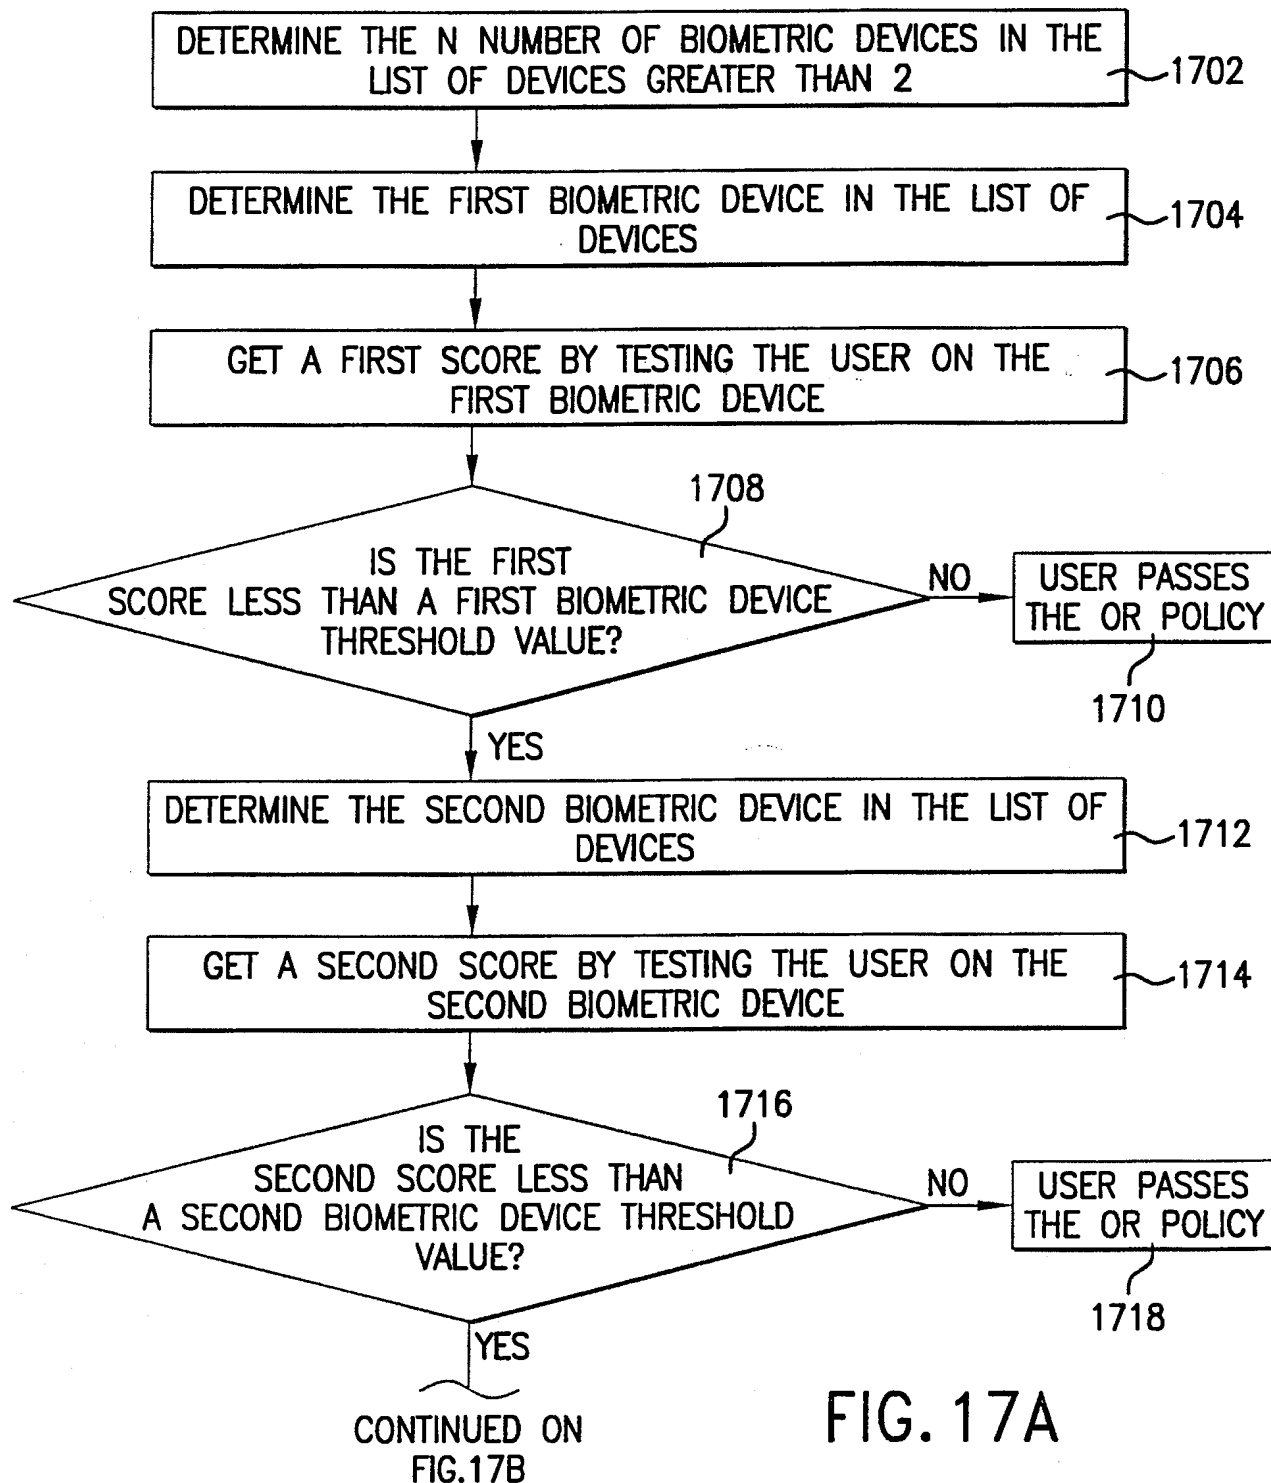 DETERMINE THE N NUMBER OF BIOMETRIC DEVICES IN THE
LIST OF DEVICES GREATER THAN 2
1702
DETERMINE THE FIRST BIOMETRIC DEVICE IN THE LIST OF
DEVICES
1704
GET A FIRST SCORE BY TESTING THE USER ON THE
FIRST BIOMETRIC DEVICE
1706
1708
IS THE FIRST
SCORE LESS THAN A FIRST BIOMETRIC DEVICE
THRESHOLD VALUE?
NO
USER PASSES
THE OR POLICY
1710
YES
DETERMINE THE SECOND BIOMETRIC DEVICE IN THE LIST OF
DEVICES
1712
GET A SECOND SCORE BY TESTING THE USER ON THE
SECOND BIOMETRIC DEVICE
1714
1716
IS THE
SECOND SCORE LESS THAN
A SECOND BIOMETRIC DEVICE THRESHOLD
VALUE?
NO
USER PASSES
THE OR POLICY
1718
YES
CONTINUED ON
FIG.17B
FIG. 17A